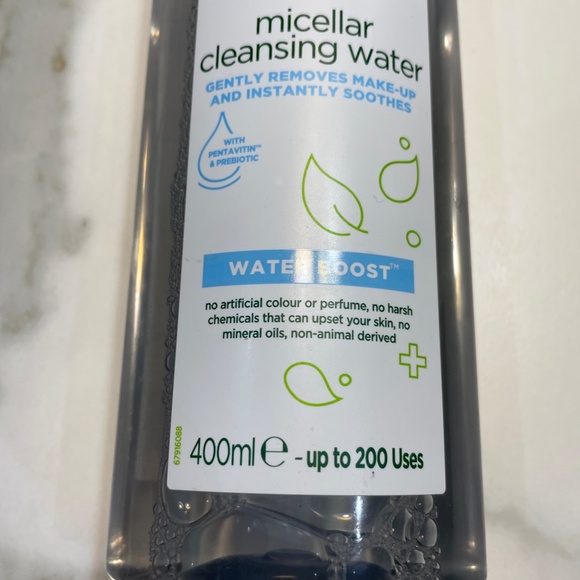 micellar
cleansing water
GENTLY REMOVES MAKE-UP
AND INSTANTLY SOOTHES
WITH
PENTAVITIN™
& PREBIOTIC
WATER BOOST™
no artificial colour or perfume, no harsh
chemicals that can upset your skin, no
mineral oils, non-animal derived
67916088
400ml ℮ - up to 200 Uses